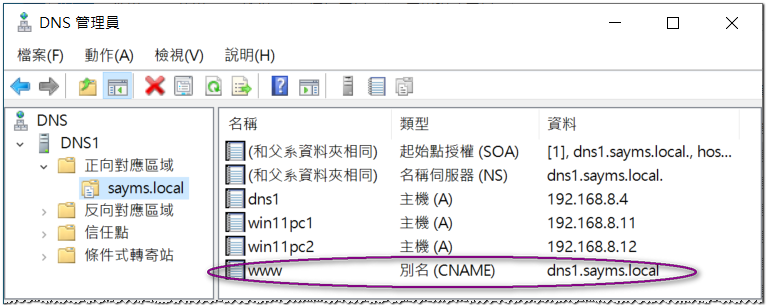 DNS 管理員
檔案(F) 動作(A) 檢視(V) 說明(H)
DNS
DNS1
正向對應區域
sayms.local
反向對應區域
信任點
條件式轉寄站
名稱 類型 資料
(和父系資料夾相同) 起始點授權 (SOA) [1], dns1.sayms.local., hos...
(和父系資料夾相同) 名稱伺服器 (NS) dns1.sayms.local.
dns1 主機 (A) 192.168.8.4
win11pc1 主機 (A) 192.168.8.11
win11pc2 主機 (A) 192.168.8.12
www 別名 (CNAME) dns1.sayms.local